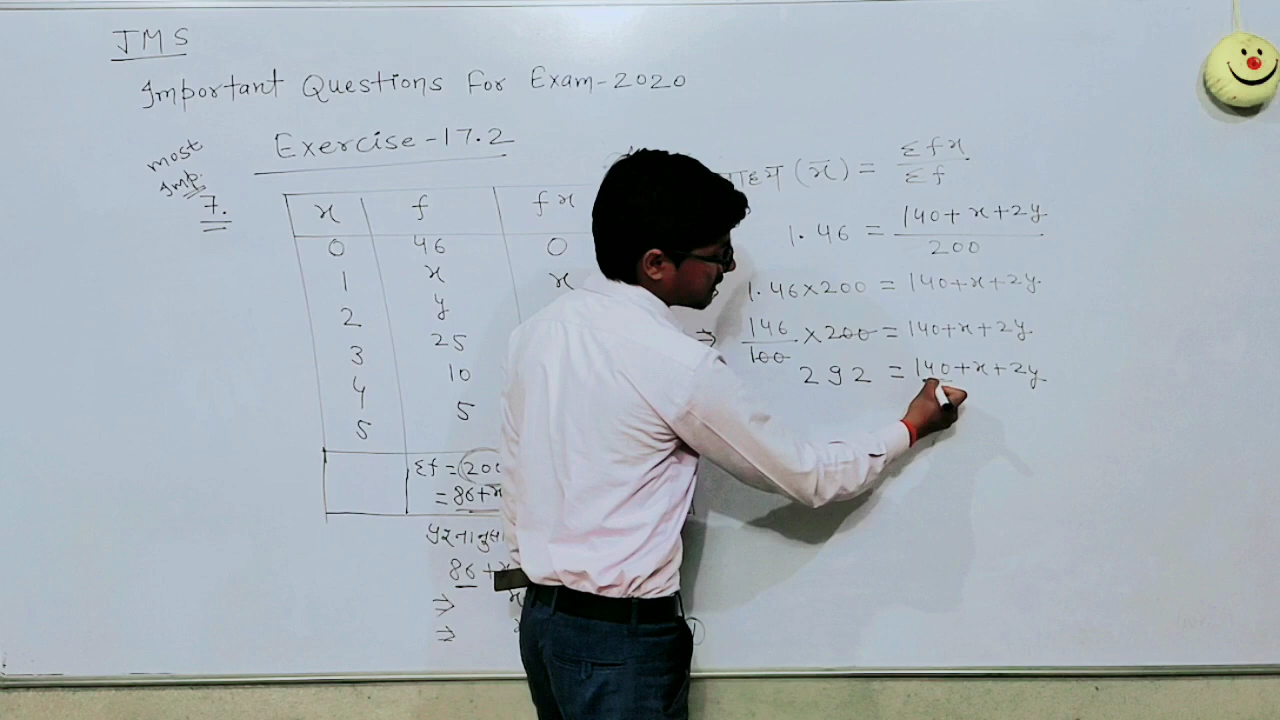 JMS
Important Questions For Exam-2020
Exercise-17.2
most
Imp.
7.
x f fx
0 46 0
1 x x
2 y
3 25
4 10
5 5
Σf = 200
= 86+x
86 +
⇒ x
⇒
(x̄) = Σfx / Σf
1.46 = 140+x+2y / 200
1.46×200 = 140+x+2y
⇒ 146/100 ×200 = 140+x+2y
292 = 140+x+2y